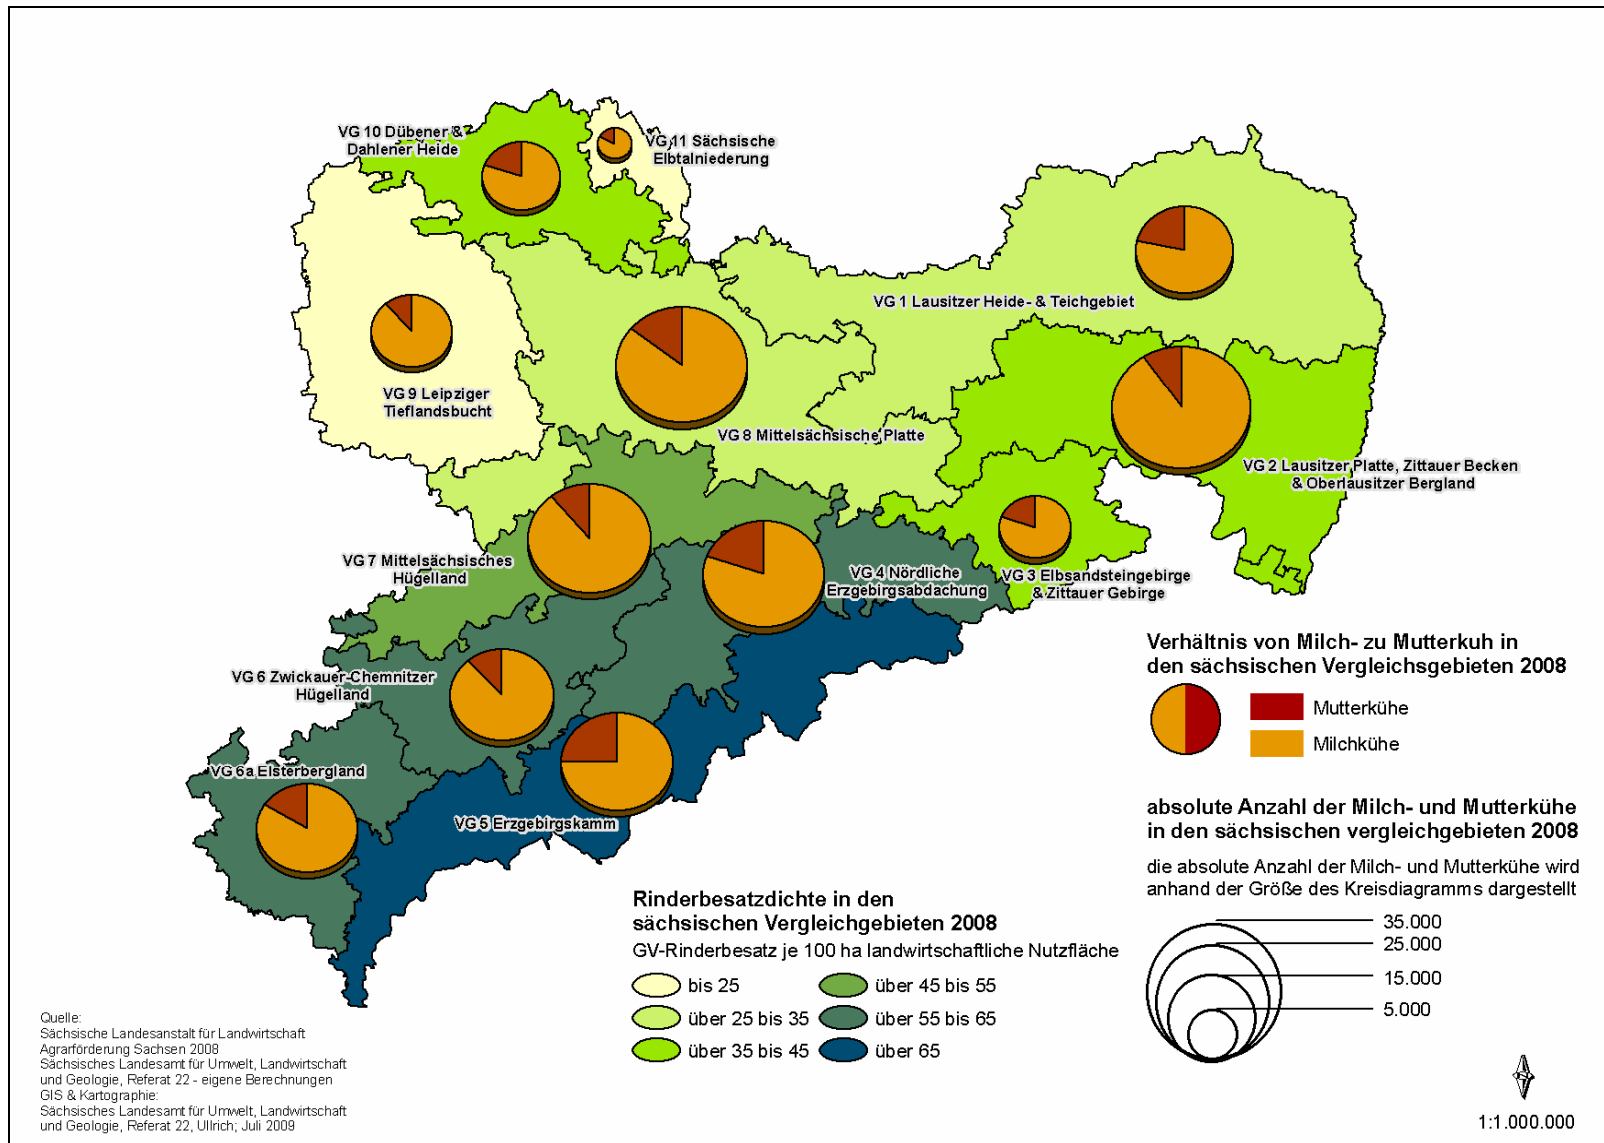 VG 10 Dübener &
Dahlener Heide
VG 11 Sächsische
Elbtalniederung
VG 1 Lausitzer Heide- & Teichgebiet
VG 9 Leipziger
Tieflandsbucht
VG 8 Mittelsächsische Platte
VG 2 Lausitzer Platte, Zittauer Becken
& Oberlausitzer Bergland
VG 7 Mittelsächsisches
Hügelland
VG 4 Nördliche
Erzgebirgsabdachung
VG 3 Elbsandsteingebirge
& Zittauer Gebirge
VG 6 Zwickauer-Chemnitzer
Hügelland
VG 6a Elsterbergland
VG 5 Erzgebirgskamm
Verhältnis von Milch- zu Mutterkuh in
den sächsischen Vergleichsgebieten 2008
Mutterkühe
Milchkühe
absolute Anzahl der Milch- und Mutterkühe
in den sächsischen vergleichgebieten 2008
die absolute Anzahl der Milch- und Mutterkühe wird
anhand der Größe des Kreisdiagramms dargestellt
35.000
25.000
15.000
5.000
Rinderbesatzdichte in den
sächsischen Vergleichgebieten 2008
GV-Rinderbesatz je 100 ha landwirtschaftliche Nutzfläche
bis 25
über 25 bis 35
über 35 bis 45
über 45 bis 55
über 55 bis 65
über 65
Quelle:
Sächsische Landesanstalt für Landwirtschaft
Agrarförderung Sachsen 2008
Sächsisches Landesamt für Umwelt, Landwirtschaft
und Geologie, Referat 22 - eigene Berechnungen
GIS & Kartographie:
Sächsisches Landesamt für Umwelt, Landwirtschaft
und Geologie, Referat 22, Ullrich; Juli 2009
N
1:1.000.000